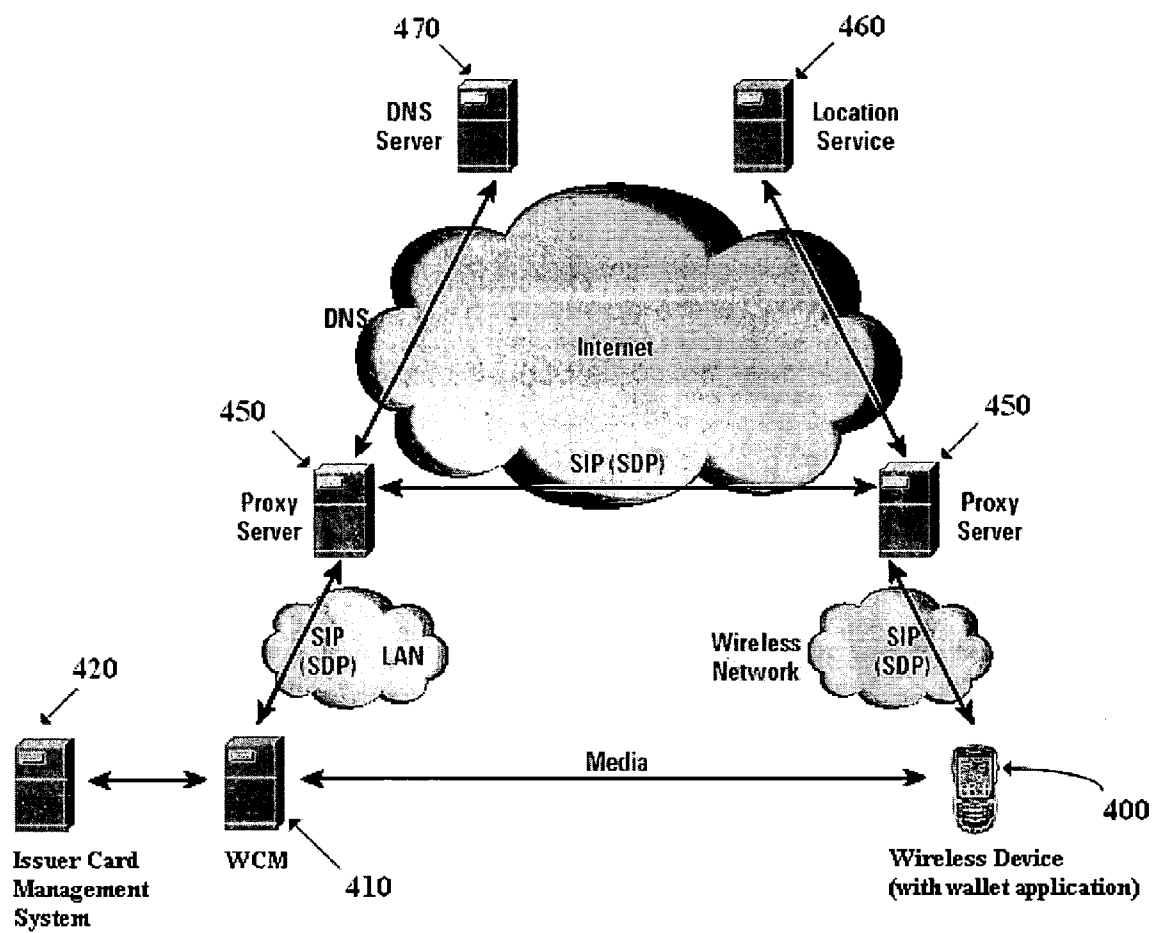 470
460
DNS
Server
Location
Service
DNS
Internet
450
450
SIP (SDP)
Proxy
Server
Proxy
Server
SIP
(SDP)
LAN
Wireless
Network
SIP
(SDP)
420
Media
400
Issuer Card
Management
System
WCM
410
Wireless Device
(with wallet application)